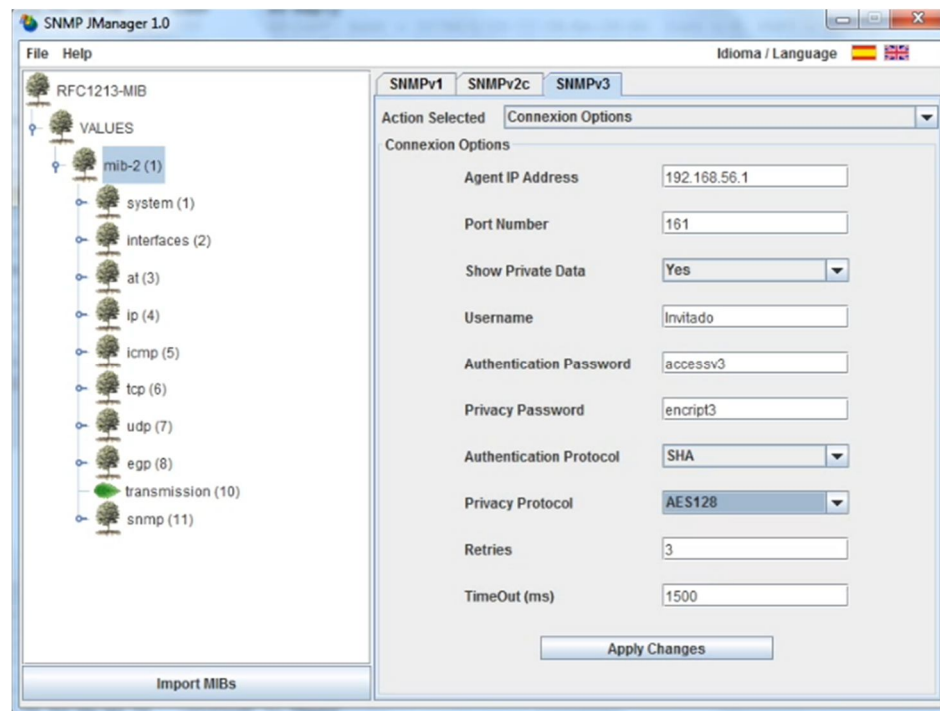 SNMP JManager 1.0
File Help
Idioma / Language
RFC1213-MIB
VALUES
mib-2 (1)
system (1)
interfaces (2)
at (3)
ip (4)
icmp (5)
tcp (6)
udp (7)
egp (8)
transmission (10)
snmp (11)
Import MIBs
SNMPv1 SNMPv2c SNMPv3
Action Selected Connexion Options
Connexion Options
Agent IP Address 192.168.56.1
Port Number 161
Show Private Data Yes
Username Invitado
Authentication Password accessv3
Privacy Password encript3
Authentication Protocol SHA
Privacy Protocol AES128
Retries 3
TimeOut (ms) 1500
Apply Changes